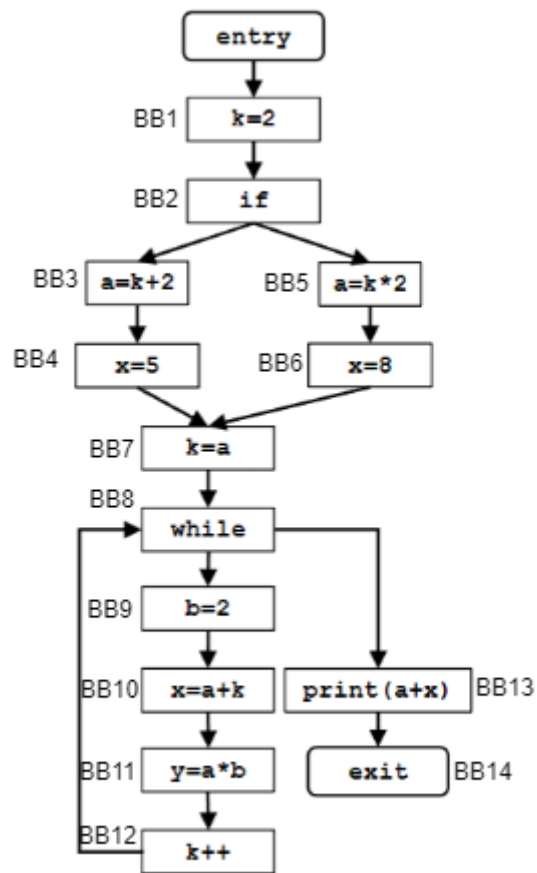 entry
BB1 k=2
BB2 if
BB3 a=k+2 BB5 a=k*2
BB4 x=5 BB6 x=8
BB7 k=a
BB8
while
BB9 b=2
BB10 x=a+k print(a+x) BB13
BB11 y=a*b exit BB14
BB12
k++